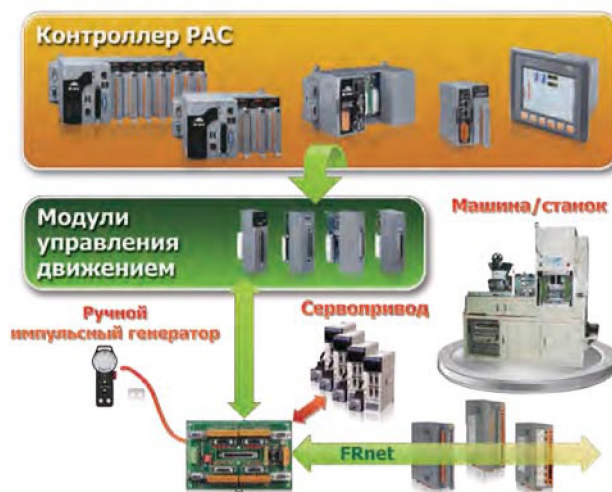 Контроллер PAC
Модули
управления
движением
Машина/станок
Ручной
импульсный генератор
Сервопривод
FRnet